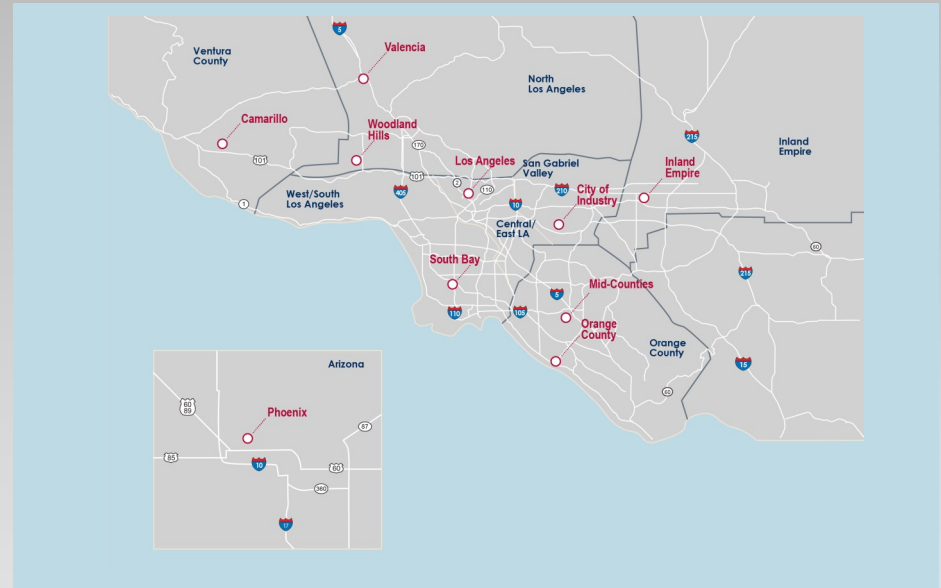 5
Valencia
Ventura
County
North
Los Angeles
Camarillo
Woodland
Hills
215
Inland
Empire
170
101
Los Angeles
San Gabriel
Valley
Inland
Empire
101
2
110
210
City of
Industry
405
West/South
Los Angeles
1
10
Central/
East LA
60
South Bay
215
Mid-Counties
5
110
105
Orange
County
Orange
County
15
60
Arizona
60
89
Phoenix
87
85
10
60
360
17